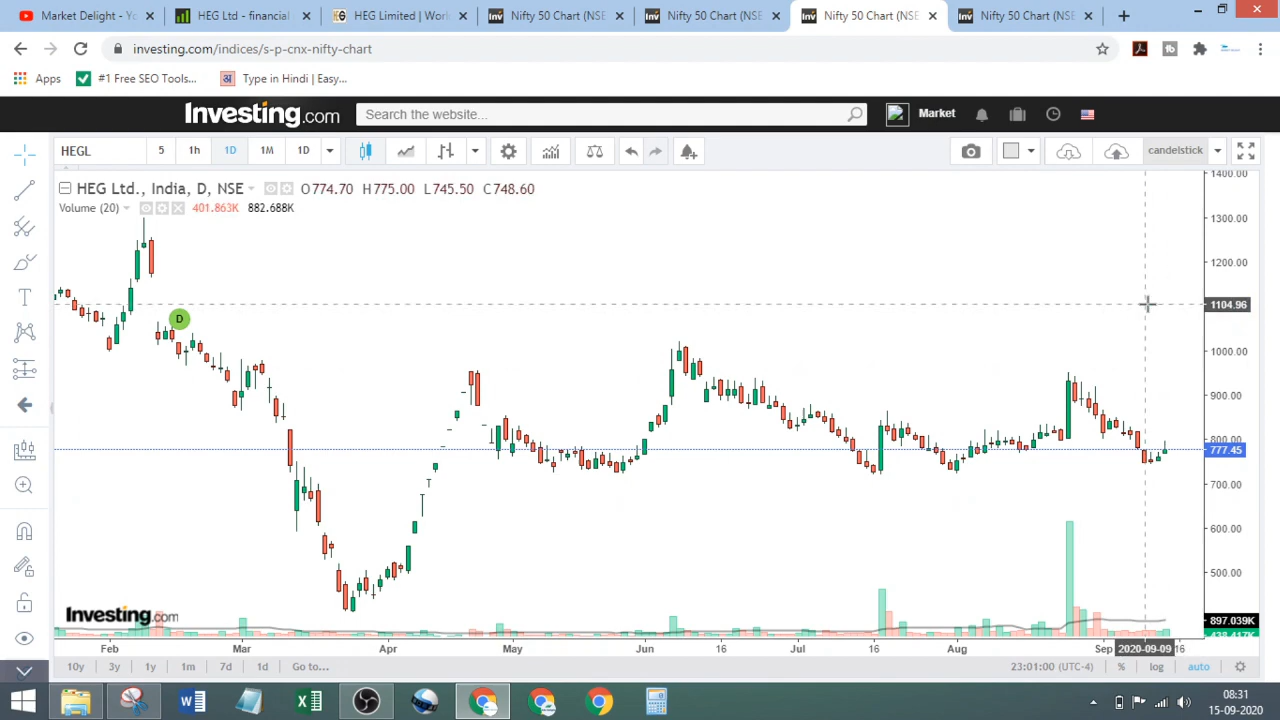 Market Delight - Y
HEG Ltd - financial
HEG Limited | Work
Nifty 50 Chart (NSE
Nifty 50 Chart (NSE
Nifty 50 Chart (NSE
Nifty 50 Chart (NSE
investing.com/indices/s-p-cnx-nifty-chart
Apps
#1 Free SEO Tools...
Type in Hindi | Easy...
Investing.com
Search the website...
Market
HEGL
5
1h
1D
1M
1D
candelstick
HEG Ltd., India, D, NSE
O774.70 H775.00 L745.50 C748.60
Volume (20)
401.863K 882.688K
1400.00
1300.00
1200.00
1104.96
1000.00
900.00
800.00
777.45
700.00
600.00
500.00
897.039K
438.417K
D
Investing.com
Feb Mar Apr May Jun 16 Jul 16 Aug Sep 2020-09-09 16
10y 3y 1y 1m 7d 1d Go to...
23:01:00 (UTC-4) % log auto
08:31
15-09-2020